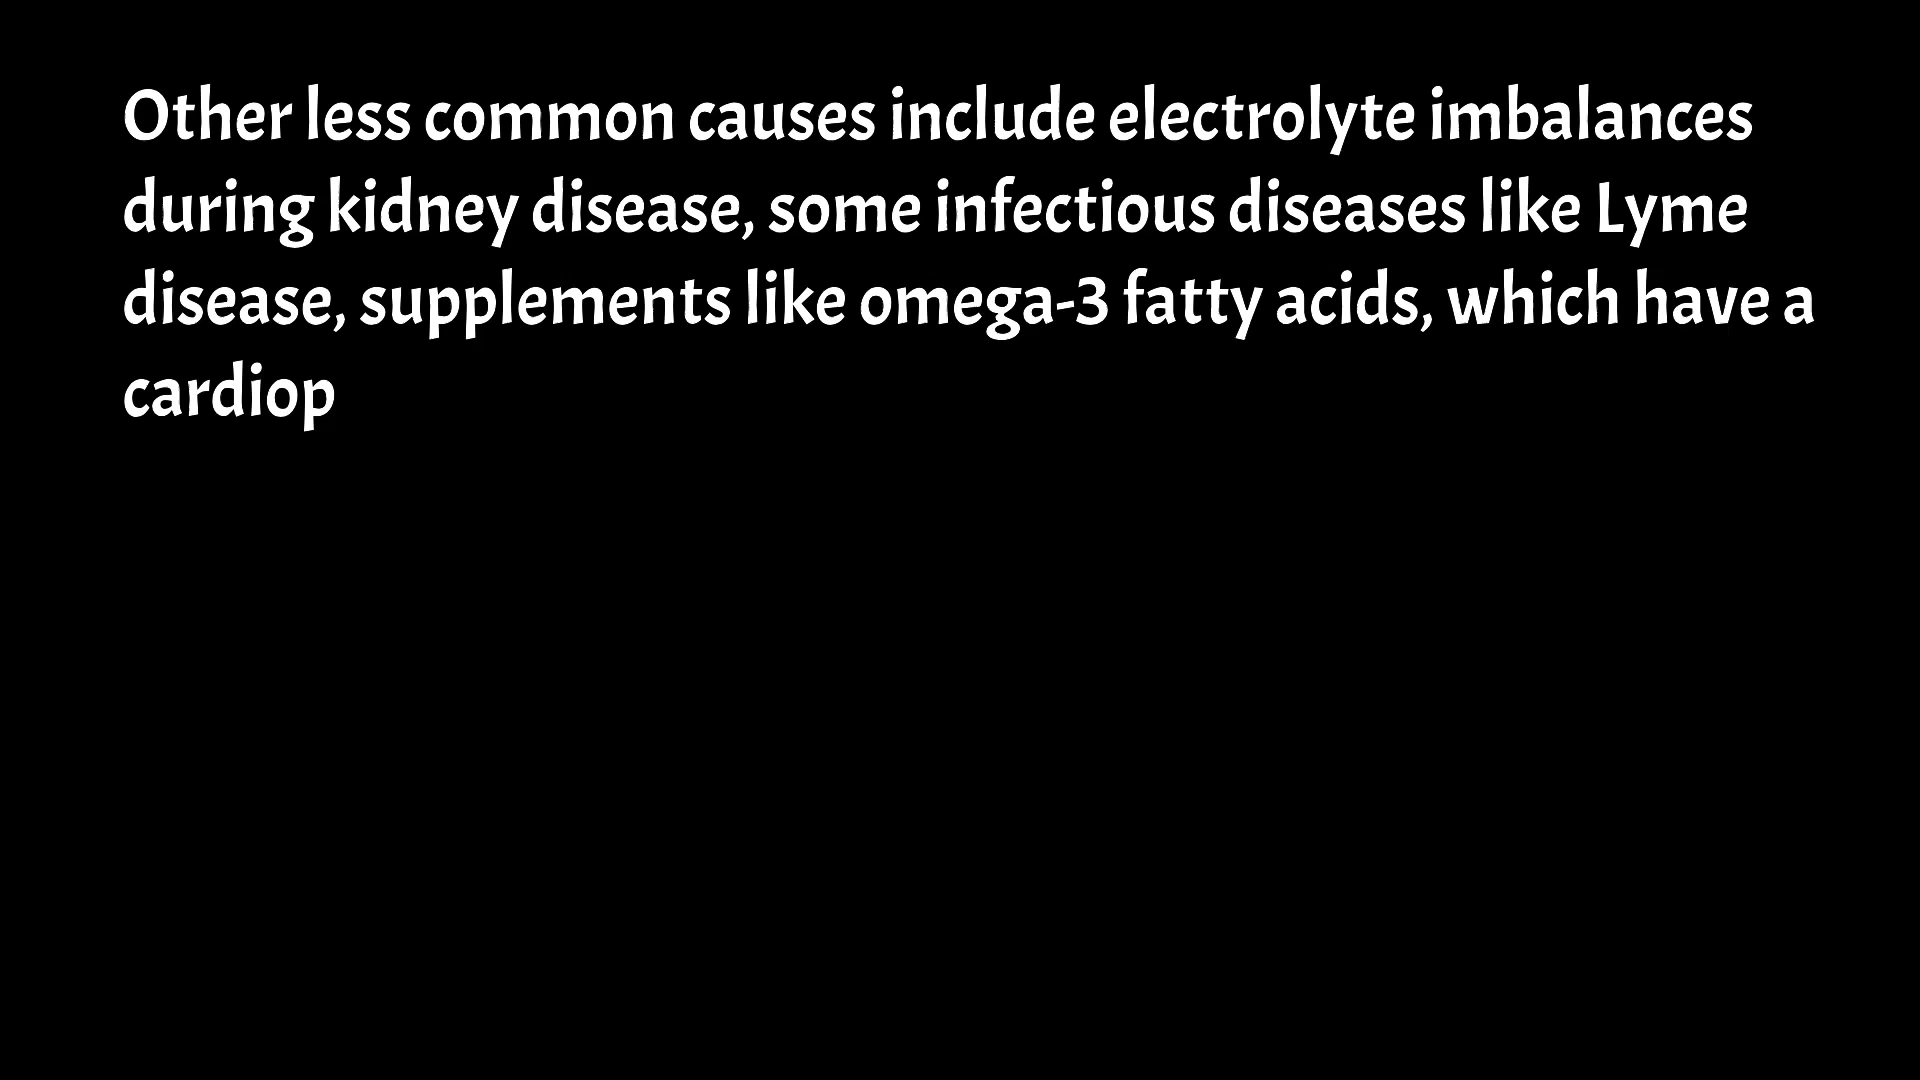 Other less common causes include electrolyte imbalances
during kidney disease, some infectious diseases like Lyme
disease, supplements like omega-3 fatty acids, which have a
cardiop